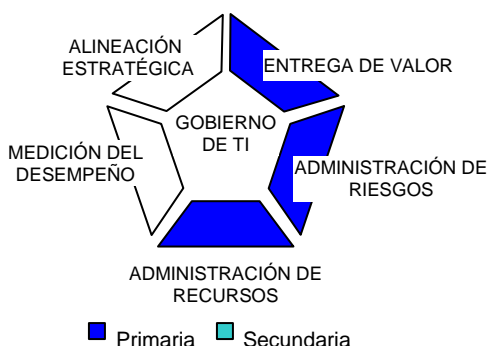 ALINEACIÓN
ESTRATÉGICA
ENTREGA DE VALOR
GOBIERNO
DE TI
MEDICIÓN DEL
DESEMPEÑO
ADMINISTRACIÓN DE
RIESGOS
ADMINISTRACIÓN DE
RECURSOS
Primaria Secundaria